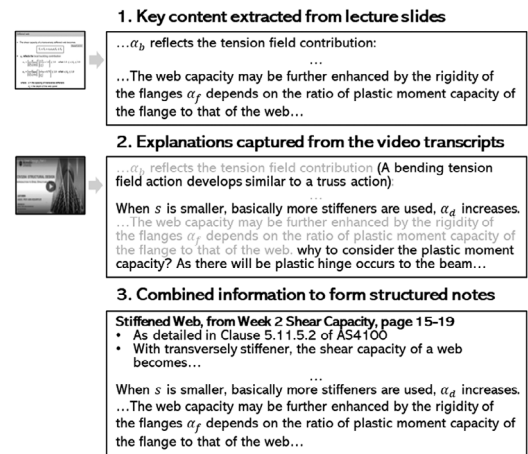 1. Key content extracted from lecture slides
…αb reflects the tension field contribution:
…
…The web capacity may be further enhanced by the rigidity of
the flanges αf depends on the ratio of plastic moment capacity of
the flange to that of the web…
2. Explanations captured from the video transcripts
…αb reflects the tension field contribution (A bending tension
field action develops similar to a truss action):
…
When s is smaller, basically more stiffeners are used, αd increases.
…The web capacity may be further enhanced by the rigidity of
the flanges αf depends on the ratio of plastic moment capacity of
the flange to that of the web. why to consider the plastic moment
capacity? As there will be plastic hinge occurs to the beam…
3. Combined information to form structured notes
Stiffened Web, from Week 2 Shear Capacity, page 15-19
• As detailed in Clause 5.11.5.2 of AS4100
• With transversely stiffener, the shear capacity of a web
becomes…
…
When s is smaller, basically more stiffeners are used, αd increases.
…The web capacity may be further enhanced by the rigidity of
the flanges αf depends on the ratio of plastic moment capacity of
the flange to that of the web…